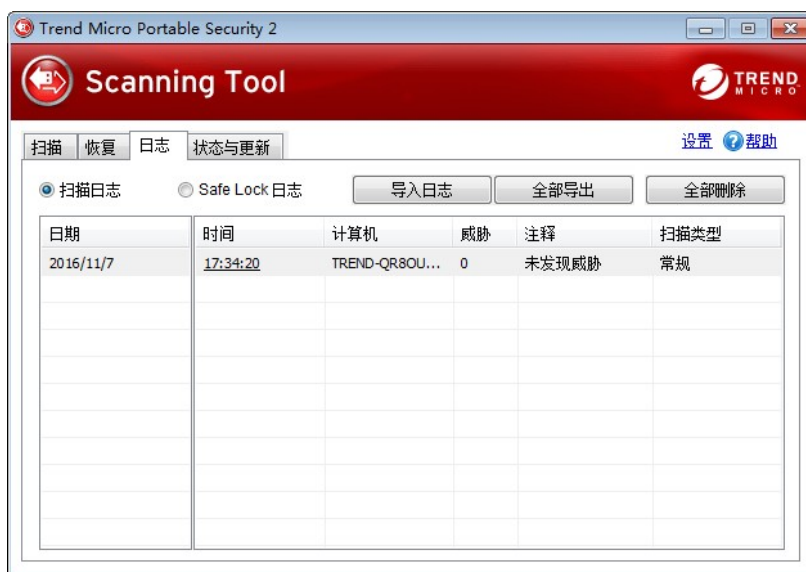 Trend Micro Portable Security 2
Scanning Tool
TREND MICRO
扫描 恢复 日志 状态与更新 设置 帮助
扫描日志 Safe Lock 日志 导入日志 全部导出 全部删除
日期 时间 计算机 威胁 注释 扫描类型
2016/11/7 17:34:20 TREND-QR8OU... 0 未发现威胁 常规